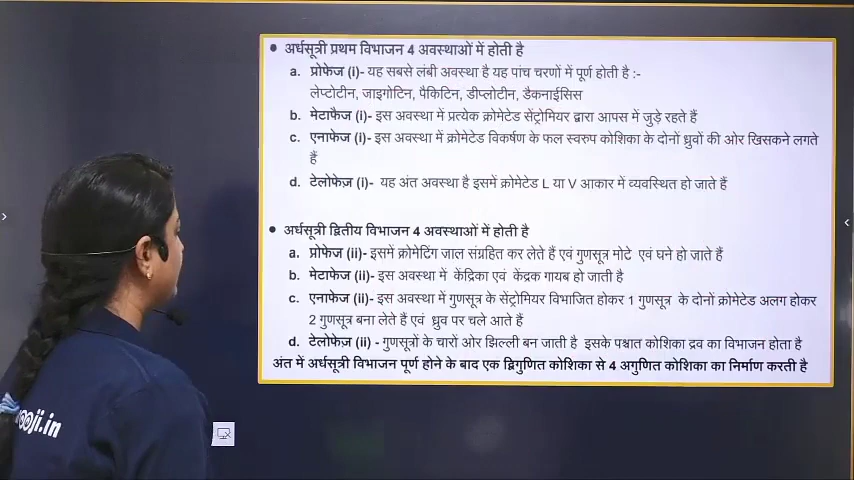 • अर्धसूत्री प्रथम विभाजन 4 अवस्थाओं में होती है
a. प्रोफेज (i)- यह सबसे लंबी अवस्था है यह पांच चरणों में पूर्ण होती है :-
लेप्टोटीन, जाइगोटिन, पैकिटिन, डीप्लोटीन, डैकनाईसिस
b. मेटाफैज (i)- इस अवस्था में प्रत्येक क्रोमेटेड सेंट्रोमियर द्वारा आपस में जुड़े रहते हैं
c. एनाफेज (i)- इस अवस्था में क्रोमेटेड विकर्षण के फल स्वरुप कोशिका के दोनों ध्रुवों की ओर खिसकने लगते
हैं
d. टेलोफेज़ (i)- यह अंत अवस्था है इसमें क्रोमेटेड L या V आकार में व्यवस्थित हो जाते हैं
• अर्धसूत्री द्वितीय विभाजन 4 अवस्थाओं में होती है
a. प्रोफेज (ii)- इसमें क्रोमेटिंग जाल संग्रहित कर लेते हैं एवं गुणसूत्र मोटे एवं घने हो जाते हैं
b. मेटाफेज (ii)- इस अवस्था में केंद्रिका एवं केंद्रक गायब हो जाती है
c. एनाफेज (ii)- इस अवस्था में गुणसूत्र के सेंट्रोमियर विभाजित होकर 1 गुणसूत्र के दोनों क्रोमेटेड अलग होकर
2 गुणसूत्र बना लेते हैं एवं ध्रुव पर चले आते हैं
d. टेलोफेज़ (ii) - गुणसूत्रों के चारों ओर झिल्ली बन जाती है इसके पश्चात कोशिका द्रव का विभाजन होता है
अंत में अर्धसूत्री विभाजन पूर्ण होने के बाद एक द्विगुणित कोशिका से 4 अगुणित कोशिका का निर्माण करती है
ooji.in